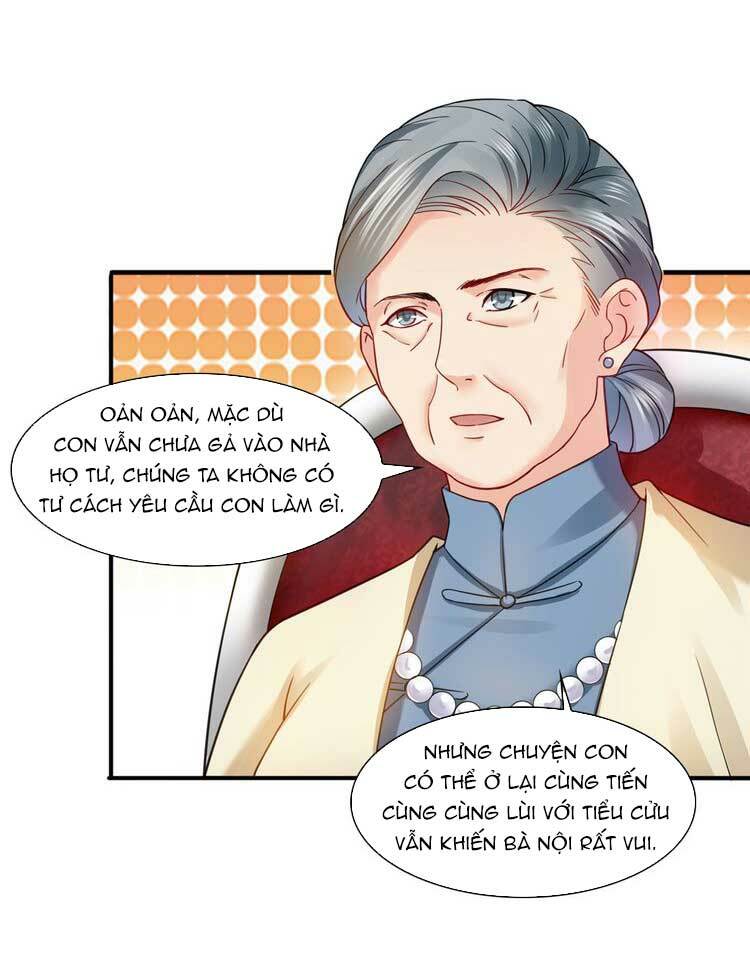 OẢN OẢN, MẶC DÙ
CON VẪN CHƯA GẢ VÀO NHÀ
HỌ TƯ, CHÚNG TA KHÔNG CÓ
TƯ CÁCH YÊU CẦU CON LÀM GÌ.
NHƯNG CHUYỆN CON
CÓ THỂ Ở LẠI CÙNG TIẾN
CÙNG CÙNG LÙI VỚI TIỂU CỬU
VẪN KHIẾN BÀ NỘI RẤT VUI.